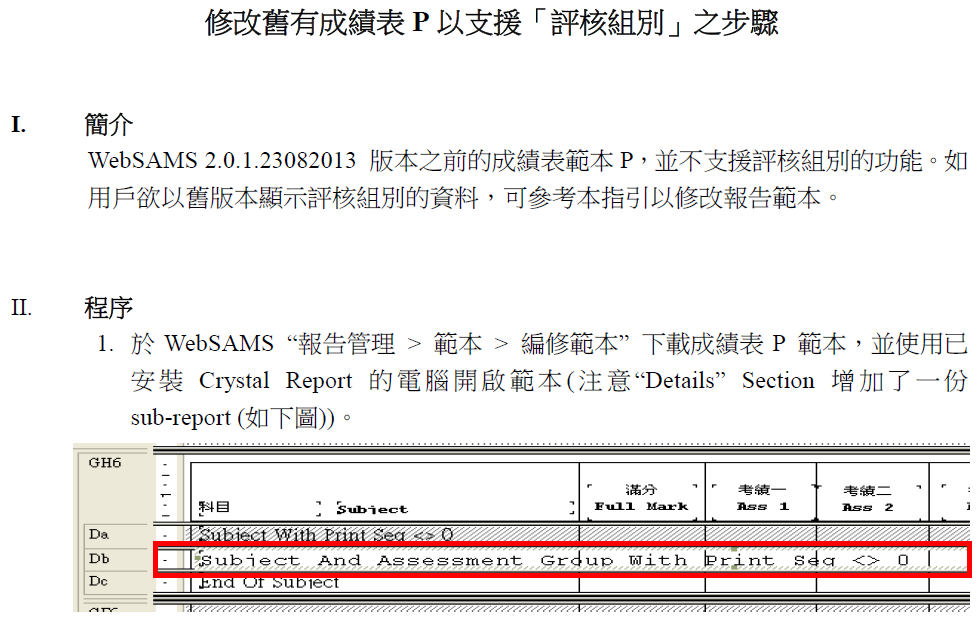 修改舊有成績表 P 以支援「評核組別」之步驟
I. 簡介
WebSAMS 2.0.1.23082013 版本之前的成績表範本 P，並不支援評核組別的功能。如
用戶欲以舊版本顯示評核組別的資料，可參考本指引以修改報告範本。
II. 程序
1. 於 WebSAMS “報告管理 > 範本 > 編修範本” 下載成績表 P 範本，並使用已
安裝 Crystal Report 的電腦開啟範本(注意“Details” Section 增加了一份
sub-report (如下圖))。
GH6
滿分 考績一 考績二
科目 Subject Full Mark Ass 1 Ass 2
Da Subject With Print Seq <> 0
Db Subject And Assessment Group With Print Seq <> 0
Dc End Of Subject